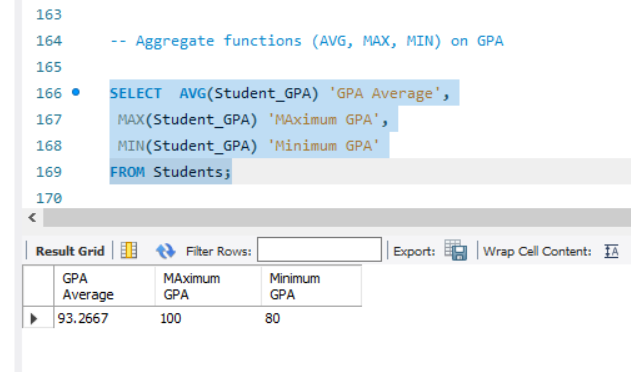 163
164 -- Aggregate functions (AVG, MAX, MIN) on GPA
165
166 SELECT AVG(Student_GPA) 'GPA Average',
167 MAX(Student_GPA) 'MAximum GPA',
168 MIN(Student_GPA) 'Minimum GPA'
169 FROM Students;
170
Result Grid Filter Rows: Export: Wrap Cell Content: IA
GPA MAximum Minimum
Average GPA GPA
93.2667 100 80